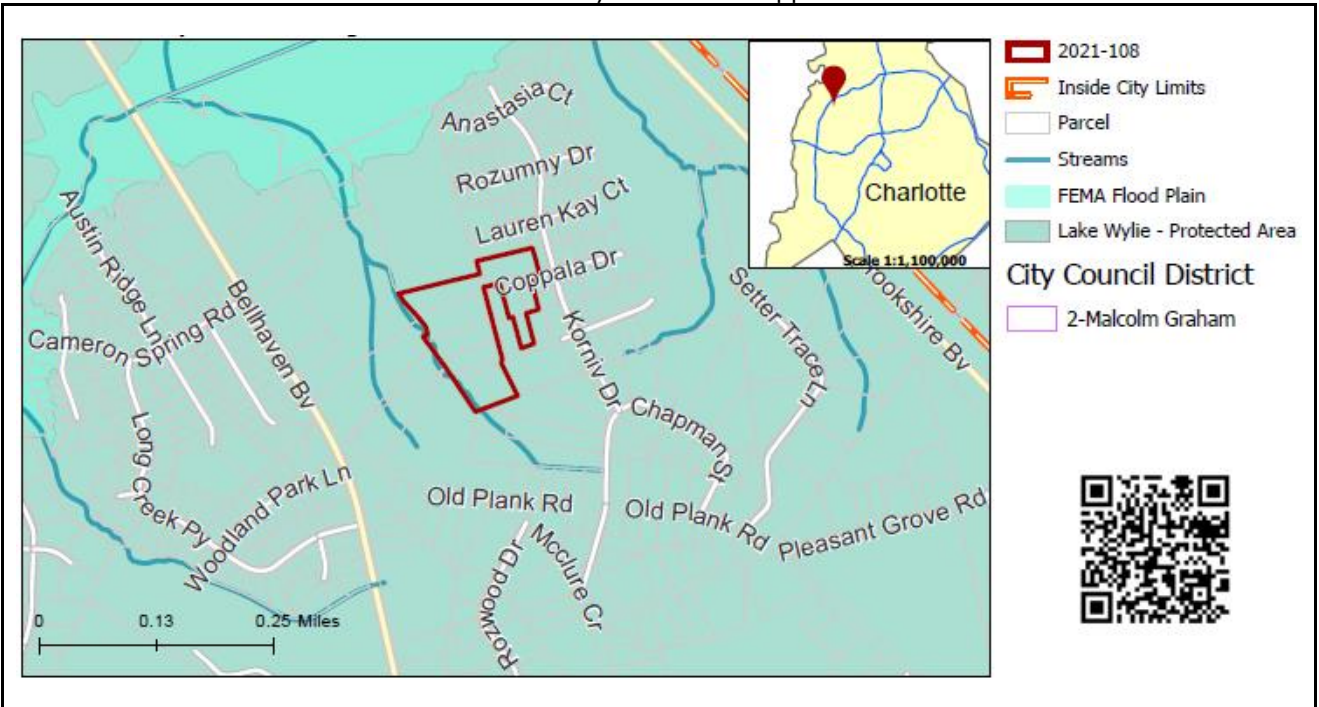 Anastasia Ct
Rozumny Dr
Lauren Kay Ct
Coppala Dr
Austin Ridge Ln
Bellhaven Bv
Cameron Spring Rd
Korniv Dr
Setter Trace Ln
Chapman St
Long Creek Py
Woodland Park Ln
Old Plank Rd
Old Plank Rd
Pleasant Grove Rd
Mcclure Cr
Rozwood Dr
0 0.13 0.25 Miles
Charlotte
Scale 1:1,100,000
rookshire Bv
2021-108
Inside City Limits
Parcel
Streams
FEMA Flood Plain
Lake Wylie - Protected Area
City Council District
2-Malcolm Graham